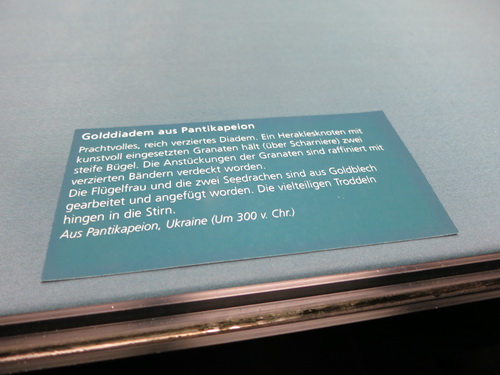 Golddiadem aus Pantikapeion
Prachtvolles, reich verziertes Diadem. Ein Heraklesknoten mit
kunstvoll eingesetzten Granaten hält (über Scharniere) zwei
steife Bügel. Die Anstückungen der Granaten sind raffiniert mit
verzierten Bändern verdeckt worden.
Die Flügelfrau und die zwei Seedrachen sind aus Goldblech
gearbeitet und angefügt worden. Die vielteiligen Troddeln
hingen in die Stirn.
Aus Pantikapeion, Ukraine (Um 300 v. Chr.)